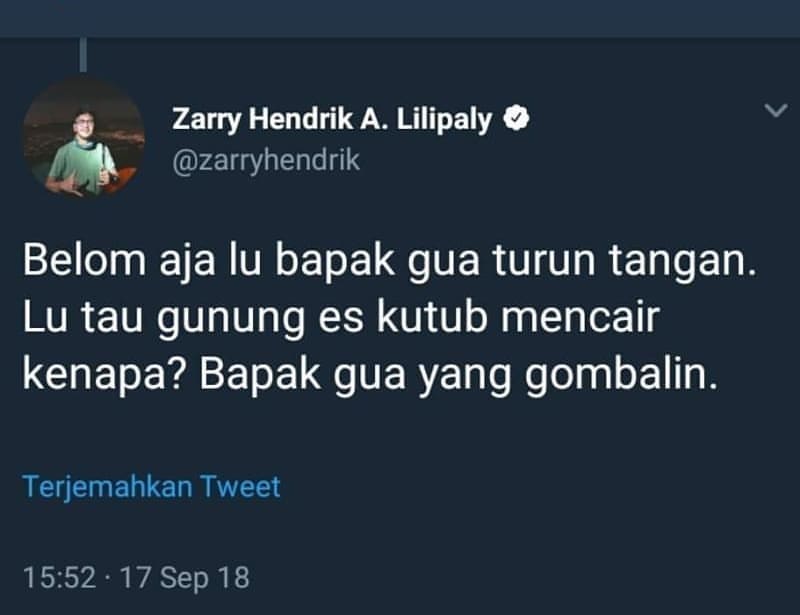 Zarry Hendrik A. Lilipaly
@zarryhendrik
Belom aja lu bapak gua turun tangan.
Lu tau gunung es kutub mencair
kenapa? Bapak gua yang gombalin.
Terjemahkan Tweet
15:52 · 17 Sep 18